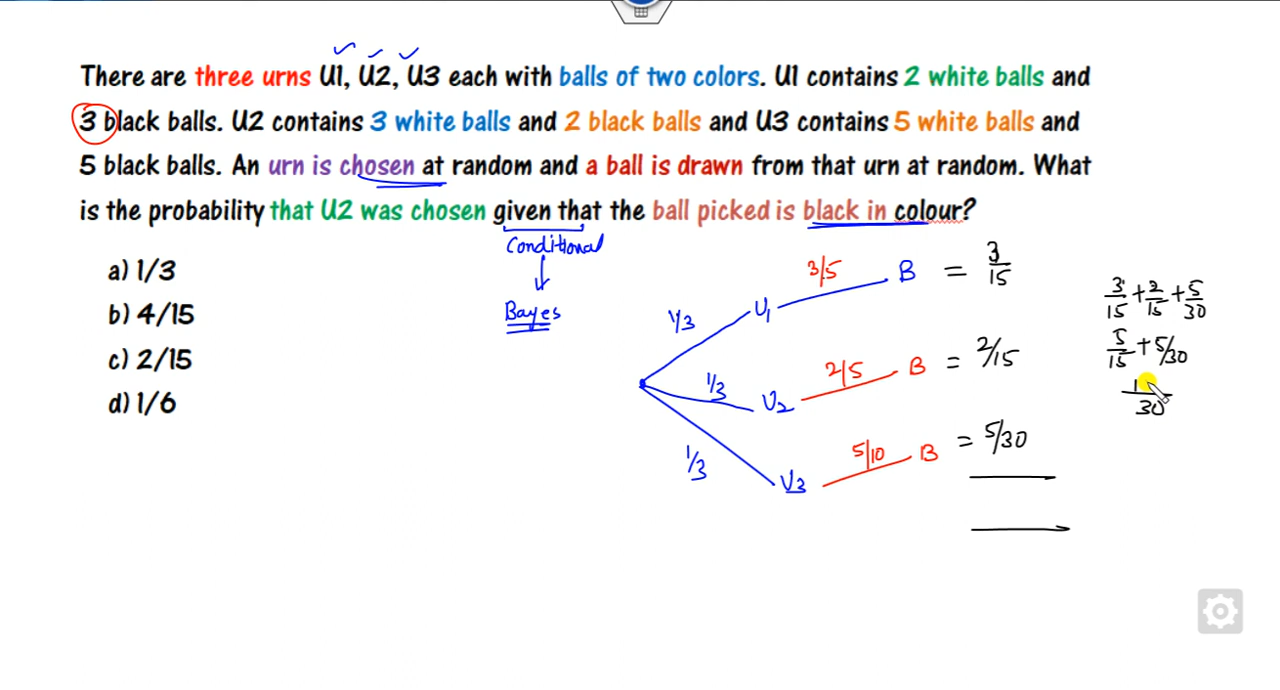 There are three urns U1, U2, U3 each with balls of two colors. U1 contains 2 white balls and
3 black balls. U2 contains 3 white balls and 2 black balls and U3 contains 5 white balls and
5 black balls. An urn is chosen at random and a ball is drawn from that urn at random. What
is the probability that U2 was chosen given that the ball picked is black in colour?
Conditional
Bayes
a) 1/3
b) 4/15
c) 2/15
d) 1/6
1/3 U1 3/5 B = 3/15
1/3 U2 2/5 B = 2/15
1/3 U3 5/10 B = 5/30
3/15 + 2/15 + 5/30
5/15 + 5/30
1 /30